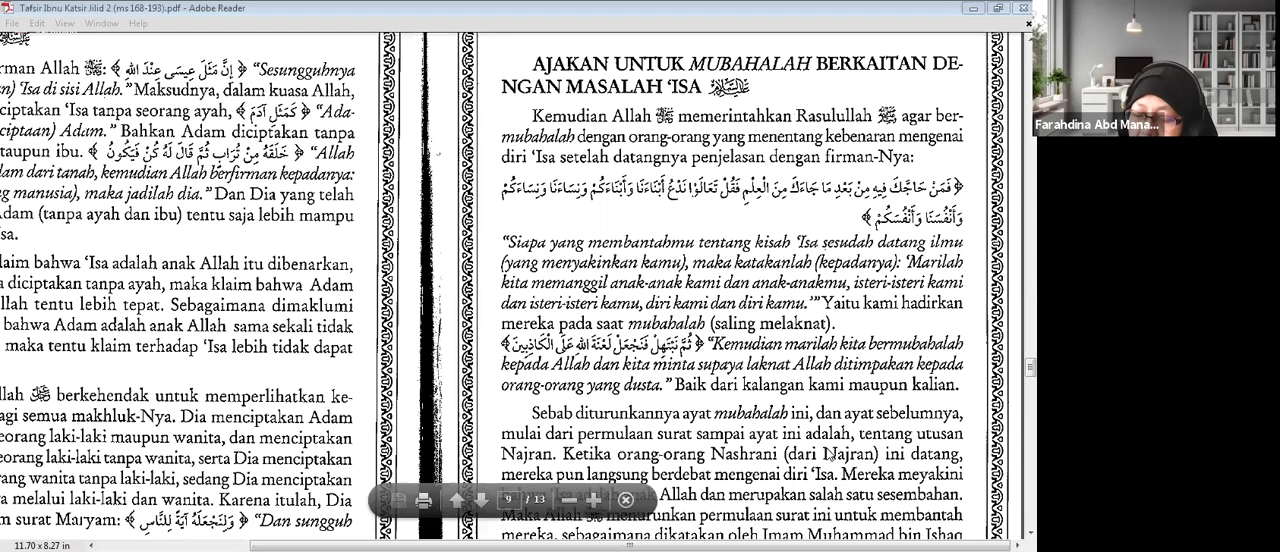 Tafsir Ibnu Katsir Jilid 2 (ms 168-193).pdf - Adobe Reader
File Edit View Window Help
rman Allah ﷻ: ﴿ إِنَّ مَثَلَ عِيسَى عِنْدَ اللهِ ﴾ “Sesungguhnya
n) ‘Isa di sisi Allah.” Maksudnya, dalam kuasa Allah,
ciptakan ‘Isa tanpa seorang ayah, ﴿ كَمَثَلِ آدَمَ ﴾ “Ada-
ciptaan) Adam.” Bahkan Adam diciptakan tanpa
taupun ibu. ﴿ خَلَقَهُ مِنْ تُرَابٍ ثُمَّ قَالَ لَهُ كُنْ فَيَكُونُ ﴾ “Allah
lam dari tanah, kemudian Allah berfirman kepadanya:
ng manusia), maka jadilah dia.” Dan Dia yang telah
Adam (tanpa ayah dan ibu) tentu saja lebih mampu
sa.
laim bahwa ‘Isa adalah anak Allah itu dibenarkan,
a diciptakan tanpa ayah, maka klaim bahwa Adam
llah tentu lebih tepat. Sebagaimana dimaklumi
bahwa Adam adalah anak Allah sama sekali tidak
maka tentu klaim terhadap ‘Isa lebih tidak dapat
llah ﷻ berkehendak untuk memperlihatkan ke-
agi semua makhluk-Nya. Dia menciptakan Adam
eorang laki-laki maupun wanita, dan menciptakan
eorang laki-laki tanpa wanita, serta Dia menciptakan
rang wanita tanpa laki-laki, sedang Dia menciptakan
ya melalui laki-laki dan wanita. Karena itulah, Dia
m surat Maryam: ﴿ وَلِنَجْعَلَهُ آيَةً لِلنَّاسِ ﴾ “Dan sungguh
AJAKAN UNTUK MUBAHALAH BERKAITAN DE-
NGAN MASALAH ‘ISA
Kemudian Allah ﷻ memerintahkan Rasulullah ﷺ agar ber-
mubahalah dengan orang-orang yang menentang kebenaran mengenai
diri ‘Isa setelah datangnya penjelasan dengan firman-Nya:
﴿ فَمَنْ حَاجَّكَ فِيهِ مِنْ بَعْدِ مَا جَاءَكَ مِنَ الْعِلْمِ فَقُلْ تَعَالَوْا نَدْعُ أَبْنَاءَنَا وَأَبْنَاءَكُمْ وَنِسَاءَنَا وَنِسَاءَكُمْ
وَأَنْفُسَنَا وَأَنْفُسَكُمْ ﴾
“Siapa yang membantahmu tentang kisah ‘Isa sesudah datang ilmu
(yang menyakinkan kamu), maka katakanlah (kepadanya): ‘Marilah
kita memanggil anak-anak kami dan anak-anakmu, isteri-isteri kami
dan isteri-isteri kamu, diri kami dan diri kamu.’” Yaitu kami hadirkan
mereka pada saat mubahalah (saling melaknat).
﴿ ثُمَّ نَبْتَهِلْ فَنَجْعَلْ لَعْنَةَ اللهِ عَلَى الْكَاذِبِينَ ﴾ “Kemudian marilah kita bermubahalah
kepada Allah dan kita minta supaya laknat Allah ditimpakan kepada
orang-orang yang dusta.” Baik dari kalangan kami maupun kalian.
Sebab diturunkannya ayat mubahalah ini, dan ayat sebelumnya,
mulai dari permulaan surat sampai ayat ini adalah, tentang utusan
Najran. Ketika orang-orang Nashrani (dari Najran) ini datang,
mereka pun langsung berdebat mengenai diri ‘Isa. Mereka meyakini
Allah dan merupakan salah satu sesembahan.
Maka Allah ﷻ menurunkan permulaan surat ini untuk membantah
mereka, sebagaimana dikatakan oleh Imam Muhammad bin Ishaq
9 / 13
11.70 x 8.27 in
Farahdina Abd Mana...